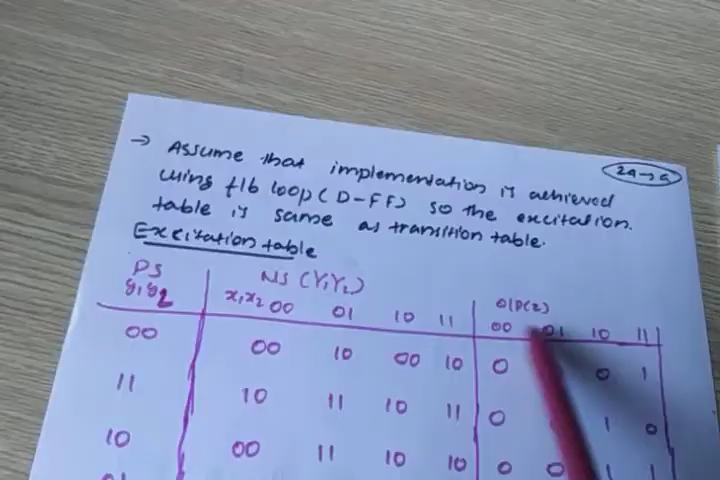 → Assume that implementation is achieved
using f/b loop (D-FF) so the excitation.
table is same as transition table.
Excitation table
PS NS (Y1Y2) O/P(z)
y1y2 x1x2 00 01 10 11 00 01 10 11
00 00 10 00 10 0 0 1
11 10 11 10 11 0 1 0
10 00 11 10 10 0 0 1 1